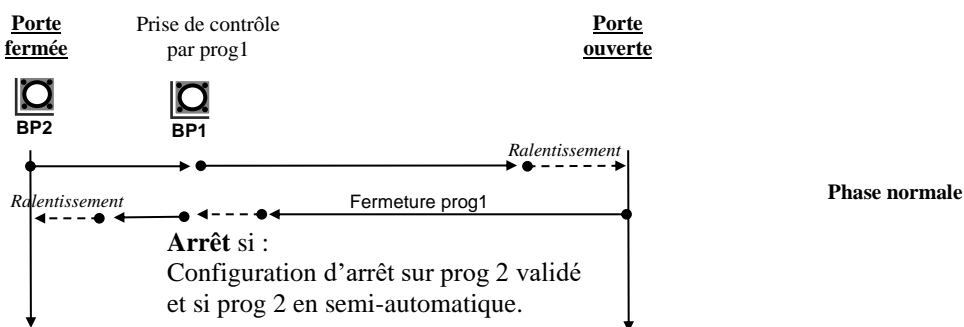 Porte
fermée
Prise de contrôle
par prog1
Porte
ouverte
BP2
BP1
Ralentissement
Ralentissement
Fermeture prog1
Phase normale
Arrêt si :
Configuration d'arrêt sur prog 2 validé
et si prog 2 en semi-automatique.